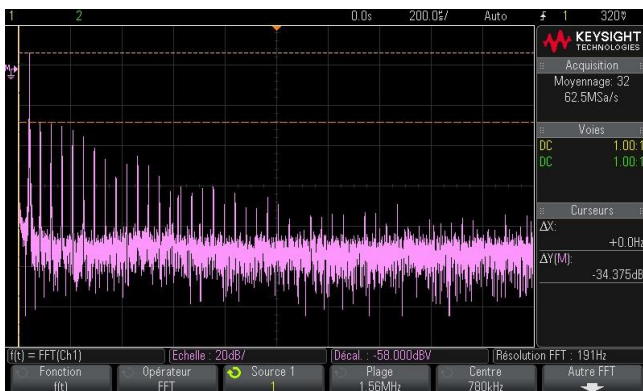 1 2 0.0s 200.0㎲/ Auto 1 320♡
KEYSIGHT
TECHNOLOGIES
Acquisition
Moyennage: 32
62.5MSa/s
Voies
DC 1.00:1
DC 1.00:1
Curseurs
ΔX:
+0.0Hz
ΔY(M):
-34.375dB
f(t) = FFT(Ch1) Echelle : 20dB/ Décal. : -58.000dBV Résolution FFT : 191Hz
Fonction Opérateur Source 1 Plage Centre Autre FFT
f(t) FFT 1 1.56MHz 780kHz